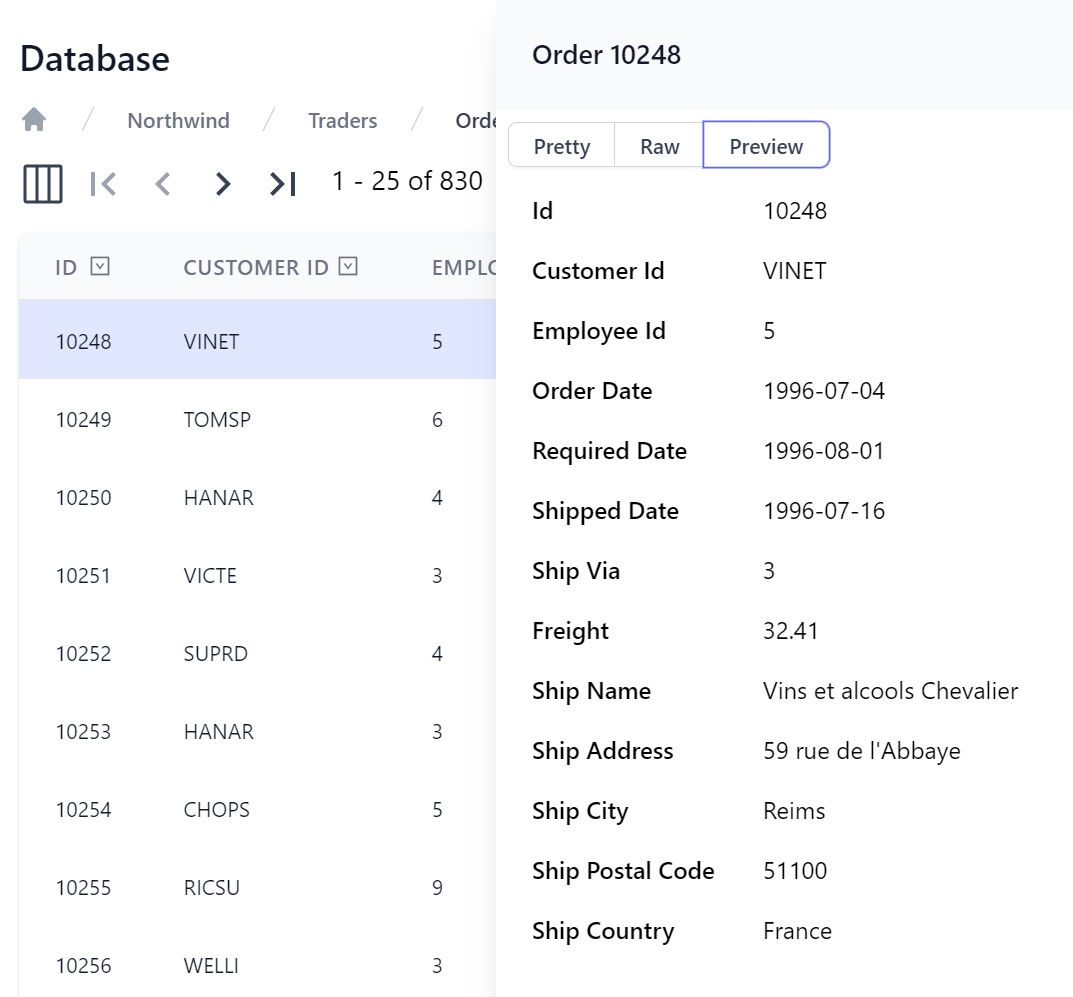 Database
Northwind / Traders / Orde
1 - 25 of 830
ID CUSTOMER ID EMPLO
10248 VINET 5
10249 TOMSP 6
10250 HANAR 4
10251 VICTE 3
10252 SUPRD 4
10253 HANAR 3
10254 CHOPS 5
10255 RICSU 9
10256 WELLI 3
Order 10248
Pretty Raw Preview
Id 10248
Customer Id VINET
Employee Id 5
Order Date 1996-07-04
Required Date 1996-08-01
Shipped Date 1996-07-16
Ship Via 3
Freight 32.41
Ship Name Vins et alcools Chevalier
Ship Address 59 rue de l'Abbaye
Ship City Reims
Ship Postal Code 51100
Ship Country France